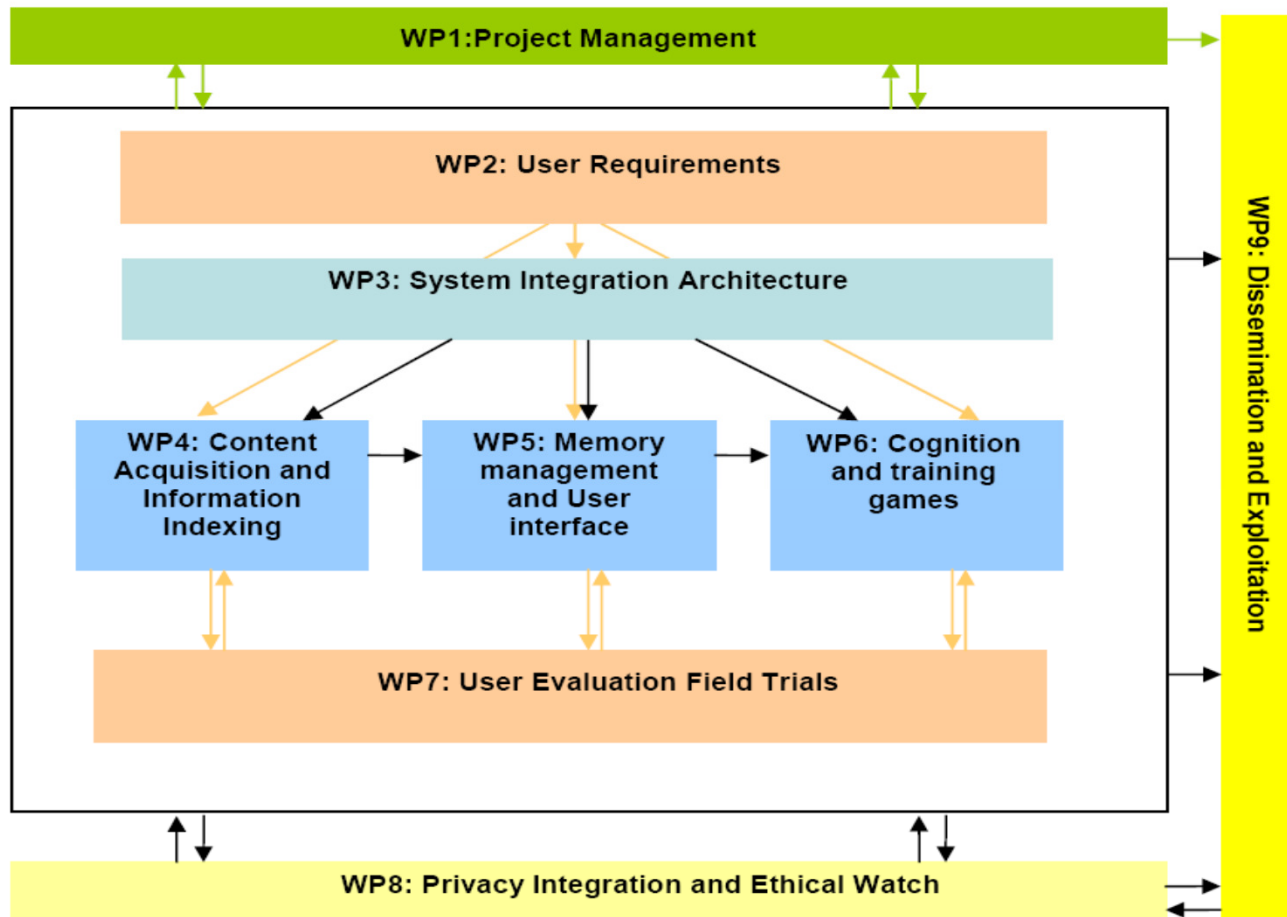 WP1:Project Management
WP2: User Requirements
WP3: System Integration Architecture
WP4: Content
Acquisition and
Information
Indexing
WP5: Memory
management
and User
interface
WP6: Cognition
and training
games
WP7: User Evaluation Field Trials
WP8: Privacy Integration and Ethical Watch
WP9: Dissemination and Exploitation